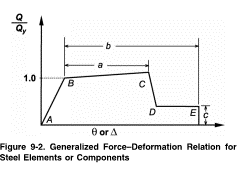 Q
Qy
b
a
1.0
B
C
A
D
E
c
θ or Δ
Figure 9-2. Generalized Force–Deformation Relation for
Steel Elements or Components